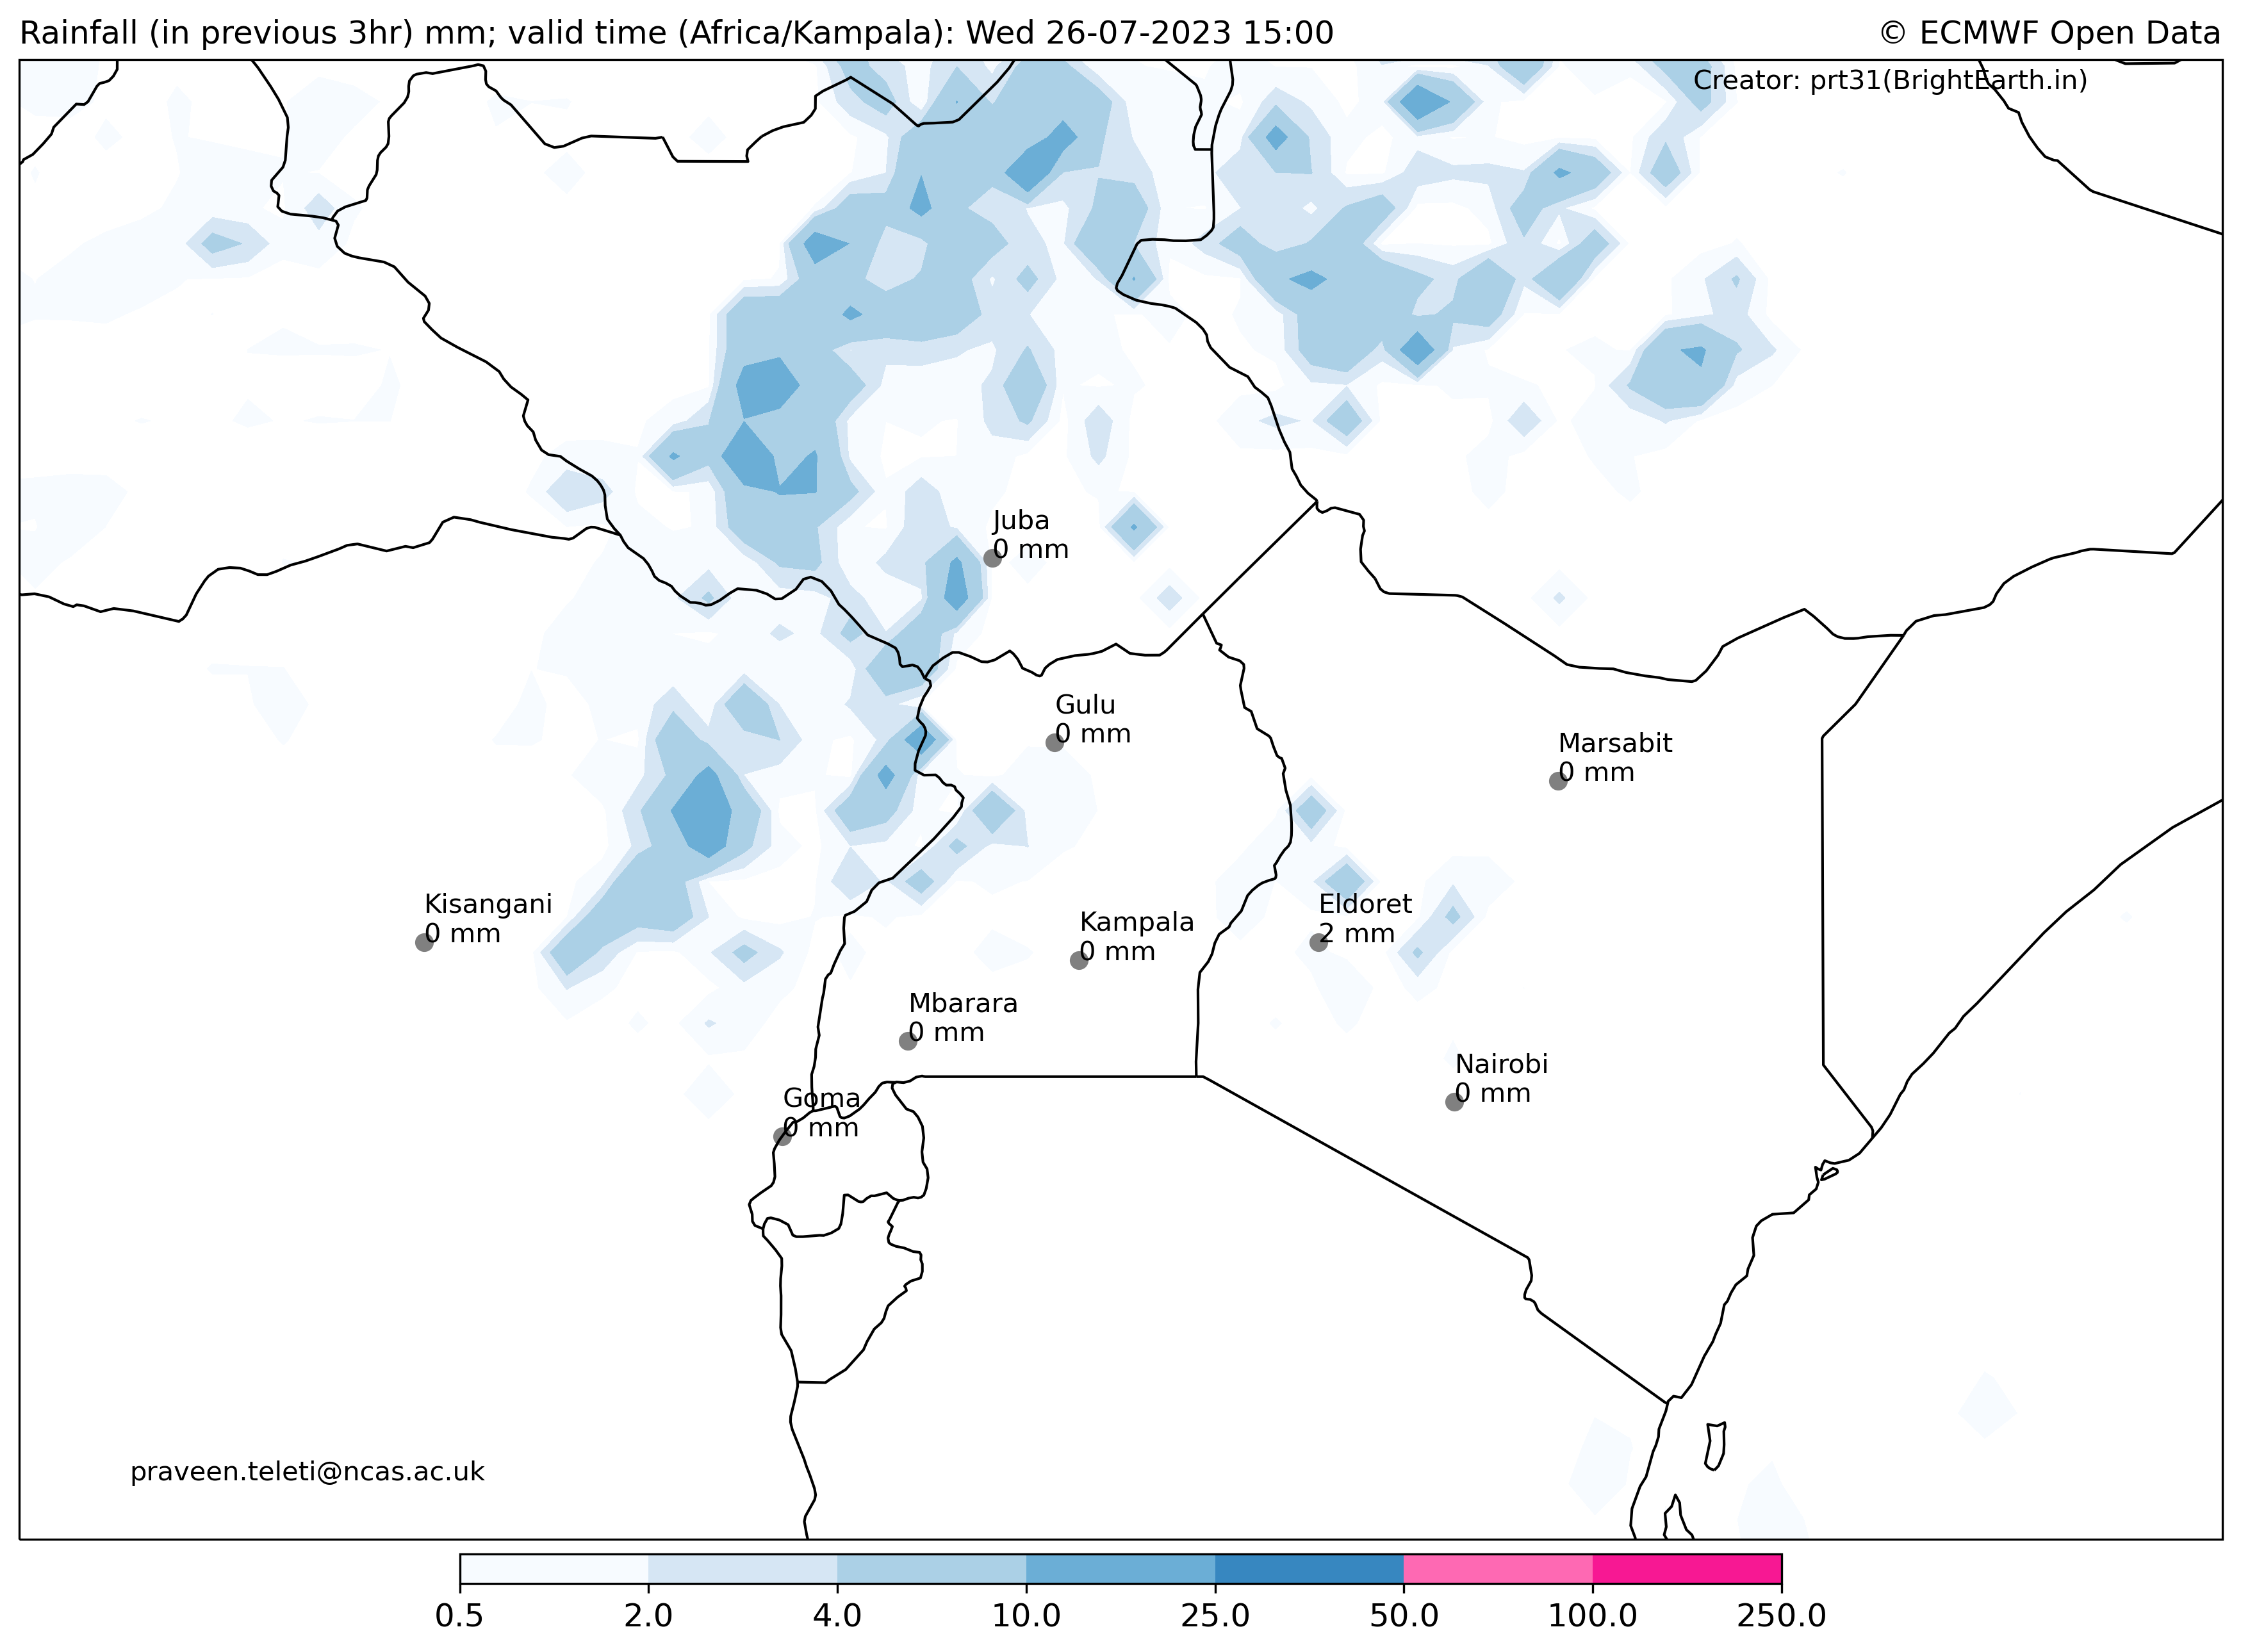 Rainfall (in previous 3hr) mm; valid time (Africa/Kampala): Wed 26-07-2023 15:00
© ECMWF Open Data
Creator: prt31(BrightEarth.in)
Juba
0 mm
Gulu
0 mm
Marsabit
0 mm
Kisangani
0 mm
Kampala
0 mm
Eldoret
2 mm
Mbarara
0 mm
Nairobi
0 mm
Goma
0 mm
praveen.teleti@ncas.ac.uk
0.5 2.0 4.0 10.0 25.0 50.0 100.0 250.0